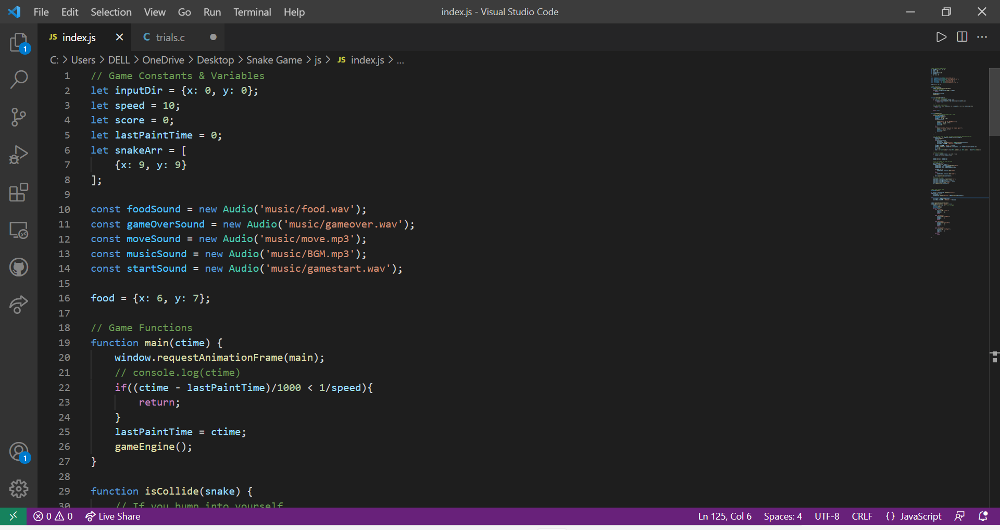 File Edit Selection View Go Run Terminal Help
index.js - Visual Studio Code
JS index.js
C trials.c
C: > Users > DELL > OneDrive > Desktop > Snake Game > js > JS index.js > ...
1 // Game Constants & Variables
2 let inputDir = {x: 0, y: 0};
3 let speed = 10;
4 let score = 0;
5 let lastPaintTime = 0;
6 let snakeArr = [
7     {x: 9, y: 9}
8 ];
9
10 const foodSound = new Audio('music/food.wav');
11 const gameOverSound = new Audio('music/gameover.wav');
12 const moveSound = new Audio('music/move.mp3');
13 const musicSound = new Audio('music/BGM.mp3');
14 const startSound = new Audio('music/gamestart.wav');
15
16 food = {x: 6, y: 7};
17
18 // Game Functions
19 function main(ctime) {
20     window.requestAnimationFrame(main);
21     // console.log(ctime)
22     if((ctime - lastPaintTime)/1000 < 1/speed){
23         return;
24     }
25     lastPaintTime = ctime;
26     gameEngine();
27 }
28
29 function isCollide(snake) {
30     // If you bump into yourself
1
1
0 0
Live Share
Ln 125, Col 6 Spaces: 4 UTF-8 CRLF {} JavaScript